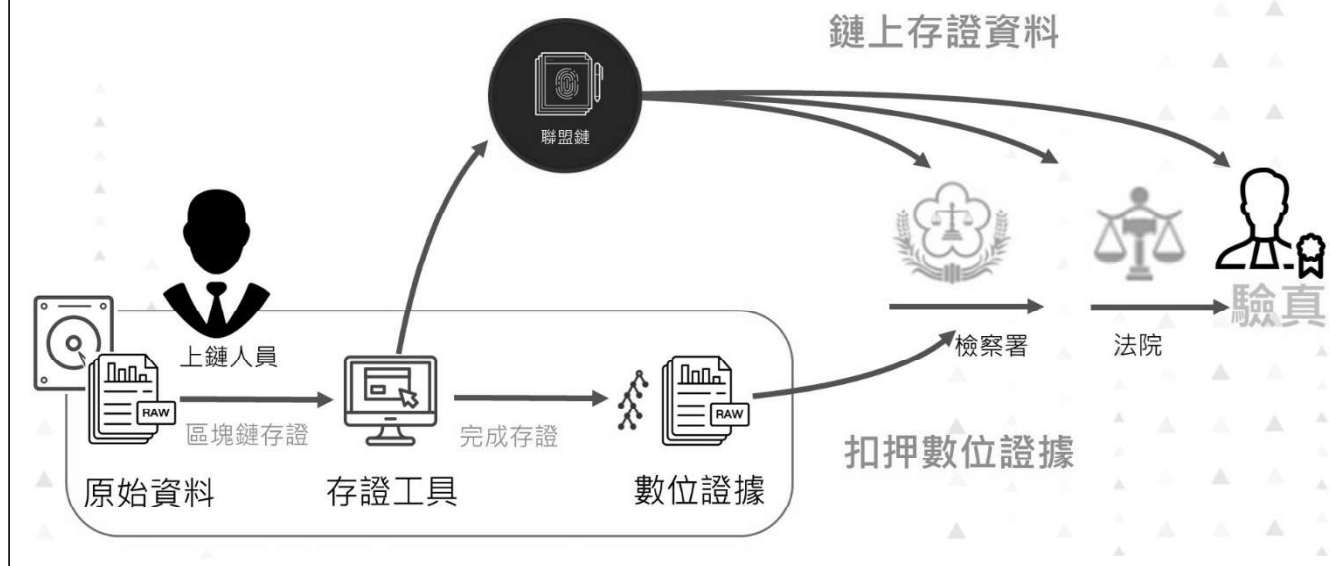 鏈上存證資料
聯盟鏈
上鏈人員
驗真
檢察署
法院
RAW
區塊鏈存證
完成存證
RAW
扣押數位證據
原始資料
存證工具
數位證據